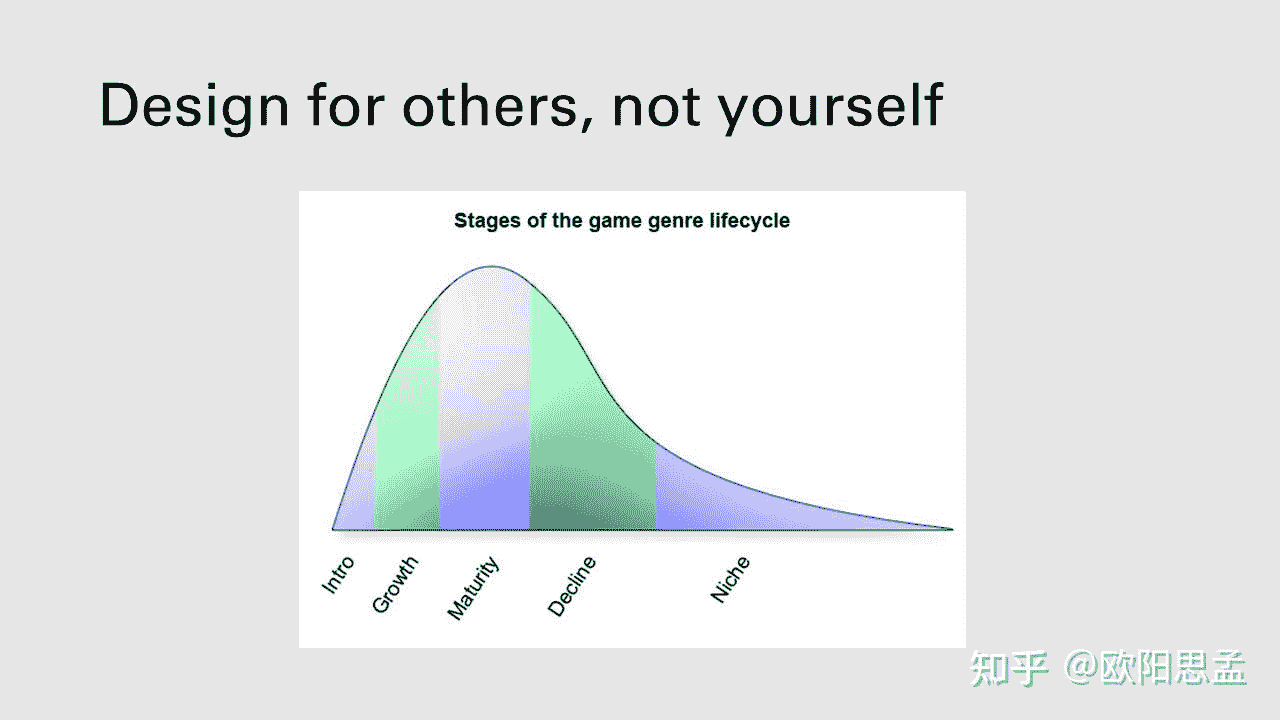 Design for others, not yourself
Stages of the game genre lifecycle
Intro
Growth
Maturity
Decline
Niche
知乎 @欧阳思孟